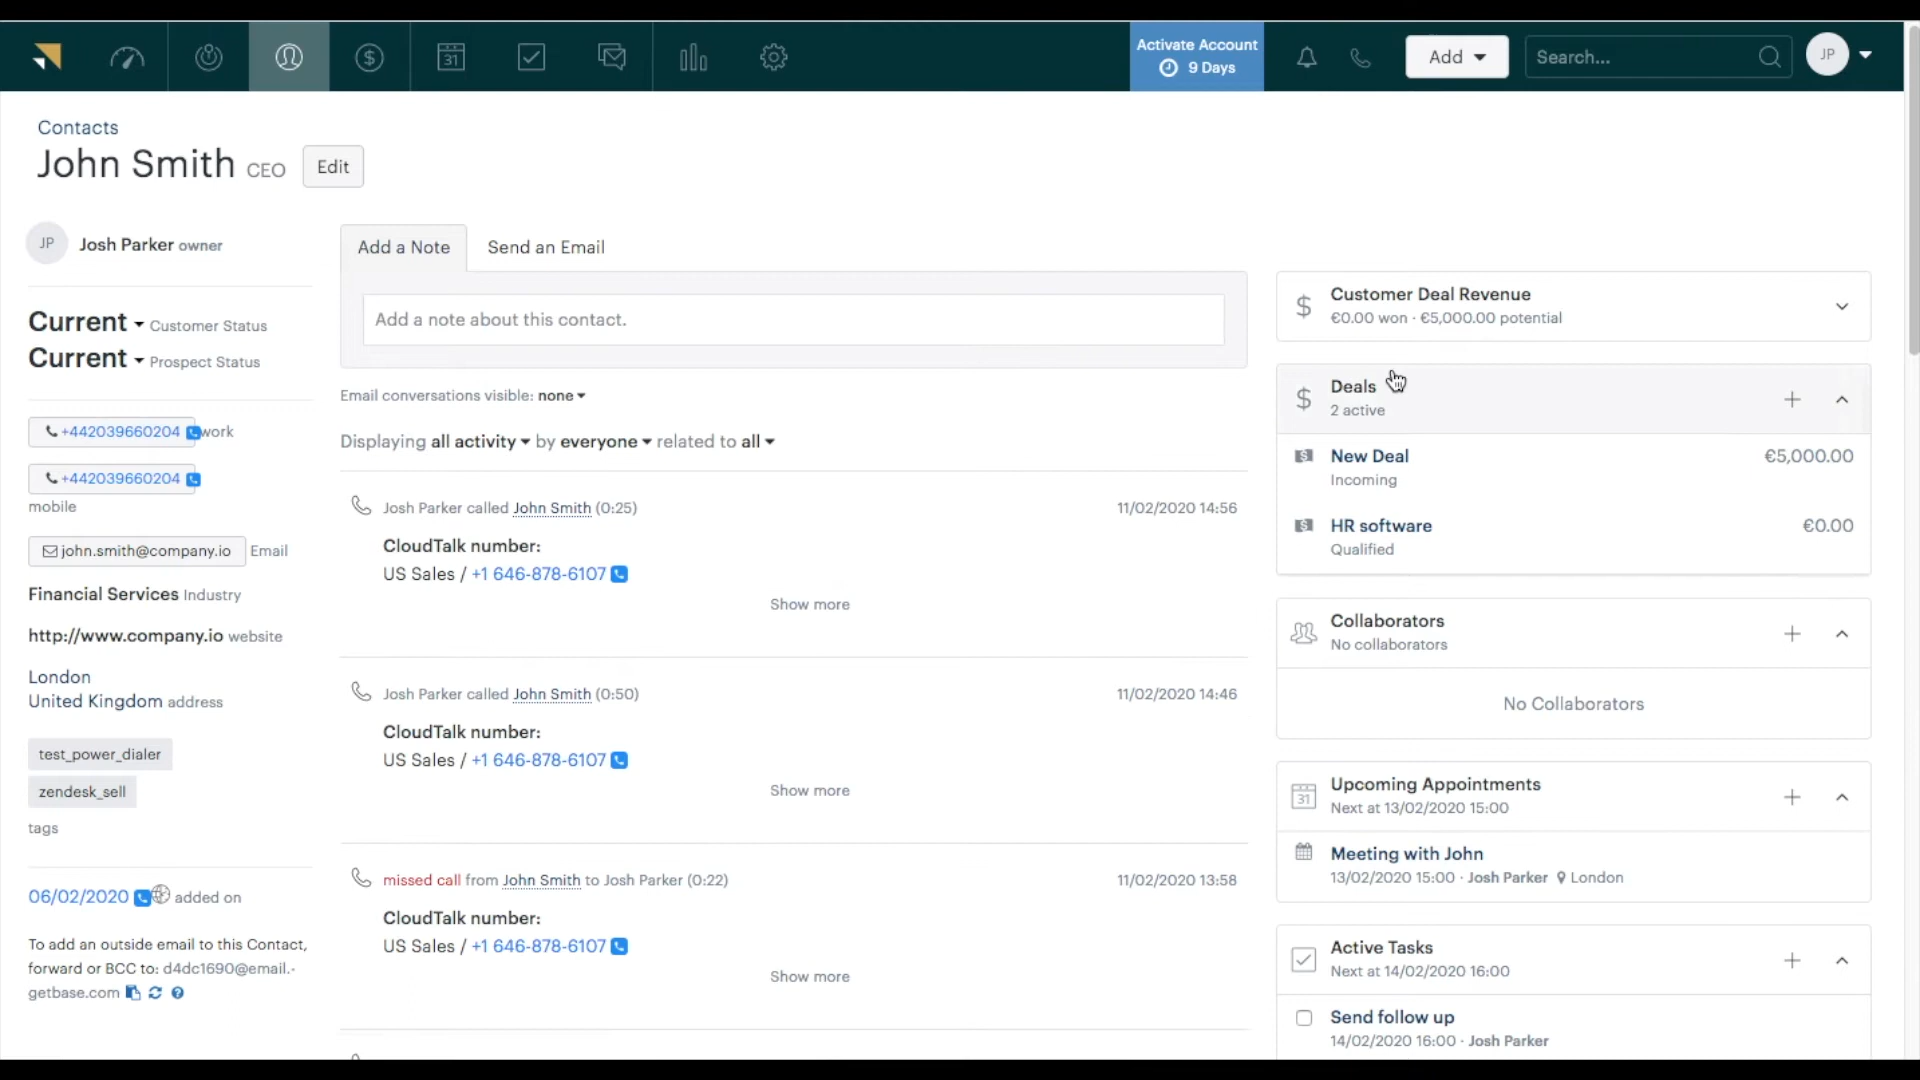 Activate Account
9 Days
Add
Search...
JP
31
Contacts
John Smith CEO Edit
JP Josh Parker owner
Current Customer Status
Current Prospect Status
+442039660204 work
+442039660204
mobile
john.smith@company.io Email
Financial Services Industry
http://www.company.io website
London
United Kingdom address
test_power_dialer
zendesk_sell
tags
06/02/2020 added on
To add an outside email to this Contact,
forward or BCC to: d4dc1690@email.-
getbase.com
Add a Note Send an Email
Add a note about this contact.
Email conversations visible: none
Displaying all activity by everyone related to all
Josh Parker called John Smith (0:25) 11/02/2020 14:56
CloudTalk number:
US Sales / +1 646-878-6107
Show more
Josh Parker called John Smith (0:50) 11/02/2020 14:46
CloudTalk number:
US Sales / +1 646-878-6107
Show more
missed call from John Smith to Josh Parker (0:22) 11/02/2020 13:58
CloudTalk number:
US Sales / +1 646-878-6107
Show more
Customer Deal Revenue
€0.00 won · €5,000.00 potential
Deals
2 active
New Deal €5,000.00
Incoming
HR software €0.00
Qualified
Collaborators
No collaborators
No Collaborators
Upcoming Appointments
31
Next at 13/02/2020 15:00
Meeting with John
13/02/2020 15:00 · Josh Parker London
Active Tasks
Next at 14/02/2020 16:00
Send follow up
14/02/2020 16:00 · Josh Parker